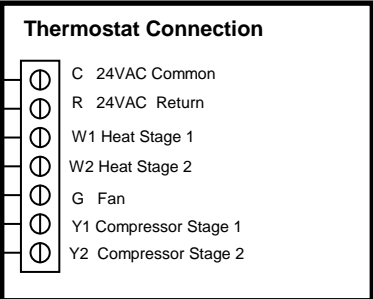 Thermostat Connection
C 24VAC Common
R 24VAC Return
W1 Heat Stage 1
W2 Heat Stage 2
G Fan
Y1 Compressor Stage 1
Y2 Compressor Stage 2